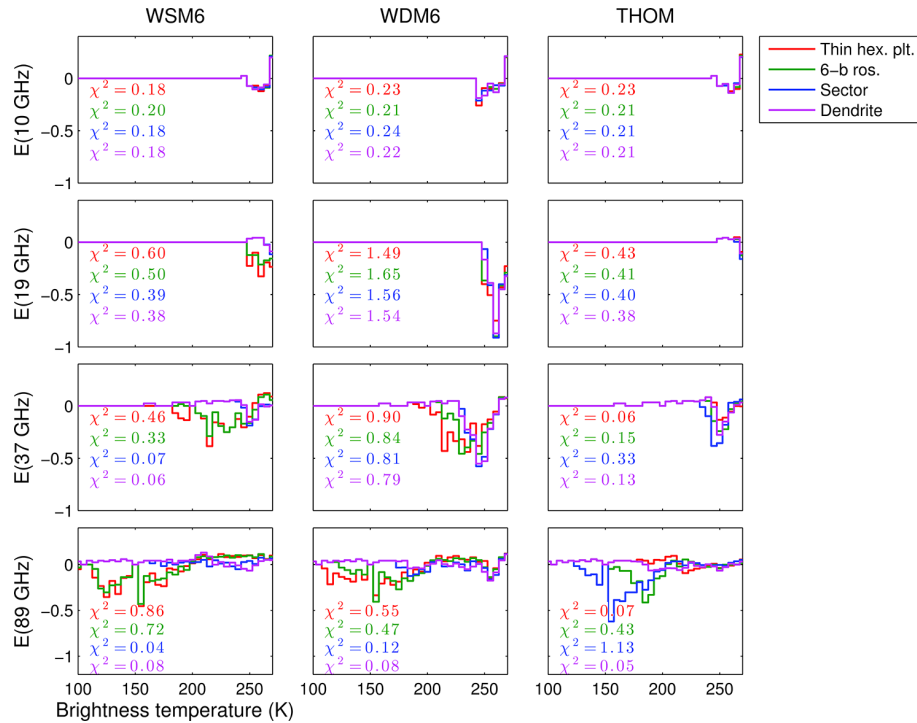 WSM6 WDM6 THOM
Thin hex. plt.
6−b ros.
Sector
Dendrite
E(10 GHz)
0
−0.5
−1
χ² = 0.18
χ² = 0.20
χ² = 0.18
χ² = 0.18
χ² = 0.23
χ² = 0.21
χ² = 0.24
χ² = 0.22
χ² = 0.23
χ² = 0.21
χ² = 0.21
χ² = 0.21
E(19 GHz)
0
−0.5
−1
χ² = 0.60
χ² = 0.50
χ² = 0.39
χ² = 0.38
χ² = 1.49
χ² = 1.65
χ² = 1.56
χ² = 1.54
χ² = 0.43
χ² = 0.41
χ² = 0.40
χ² = 0.38
E(37 GHz)
0
−0.5
−1
χ² = 0.46
χ² = 0.33
χ² = 0.07
χ² = 0.06
χ² = 0.90
χ² = 0.84
χ² = 0.81
χ² = 0.79
χ² = 0.06
χ² = 0.15
χ² = 0.33
χ² = 0.13
E(89 GHz)
0
−0.5
−1
χ² = 0.86
χ² = 0.72
χ² = 0.04
χ² = 0.08
χ² = 0.55
χ² = 0.47
χ² = 0.12
χ² = 0.08
χ² = 0.07
χ² = 0.43
χ² = 1.13
χ² = 0.05
100 150 200 250 100 150 200 250 100 150 200 250
Brightness temperature (K)